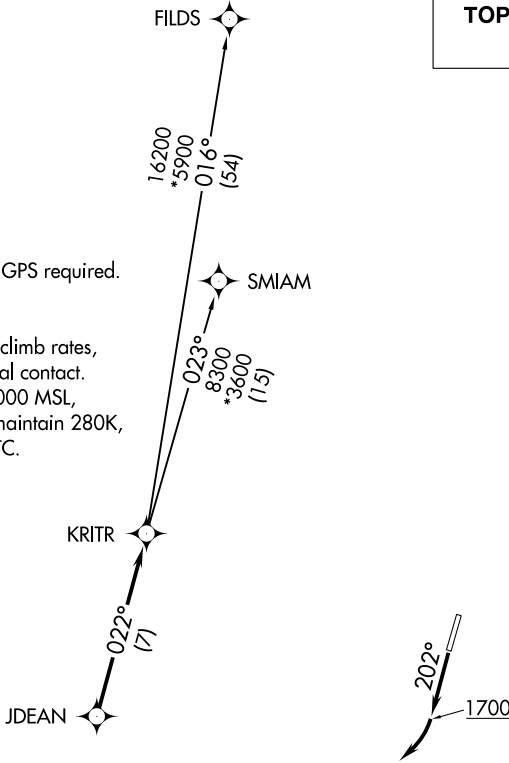 TOP
FILDS
16200
*5900
016°
(54)
GPS required.
SMIAM
climb rates,
al contact.
000 MSL,
maintain 280K,
TC.
023°
8300
*3600
(15)
KRITR
022°
(7)
JDEAN
202°
1700